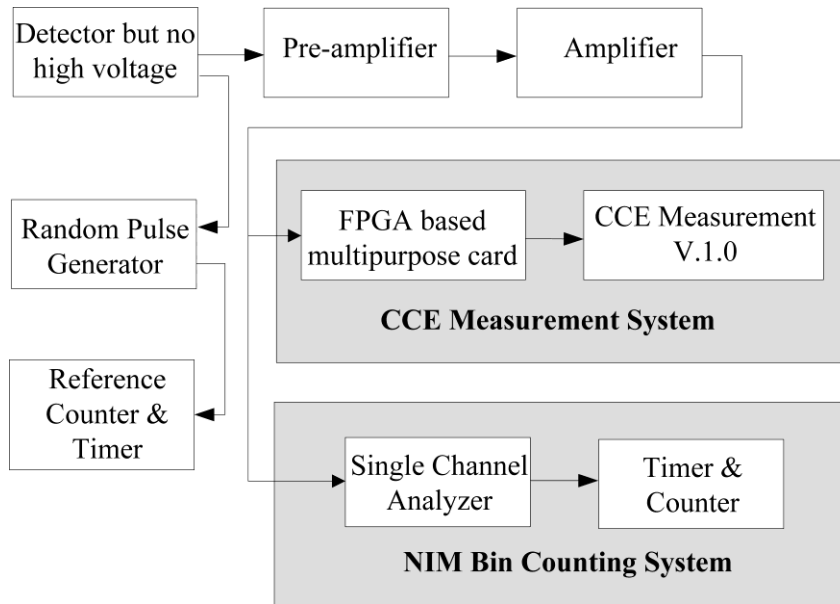 Detector but no
high voltage
Pre-amplifier
Amplifier
Random Pulse
Generator
FPGA based
multipurpose card
CCE Measurement
V.1.0
CCE Measurement System
Reference
Counter &
Timer
Single Channel
Analyzer
Timer &
Counter
NIM Bin Counting System